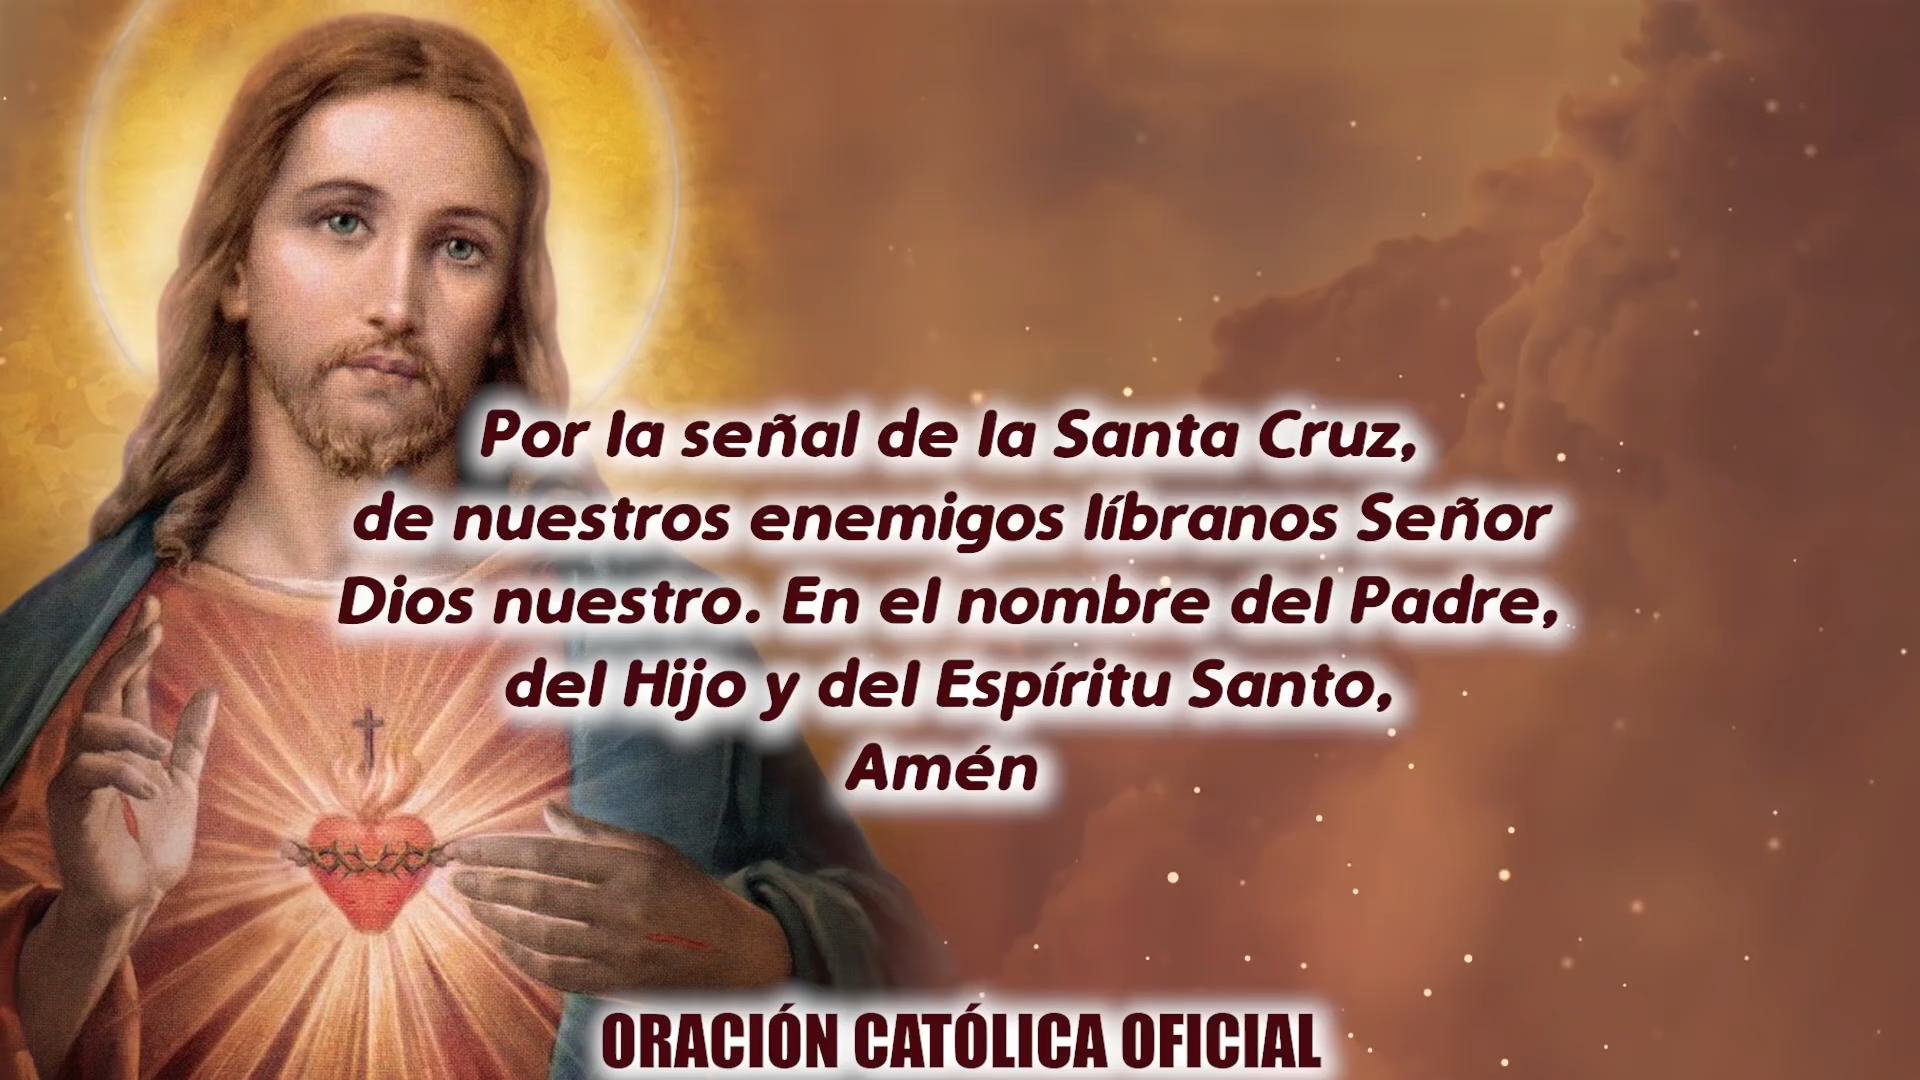 Por la señal de la Santa Cruz,
de nuestros enemigos líbranos Señor
Dios nuestro. En el nombre del Padre,
del Hijo y del Espíritu Santo,
Amén
ORACIÓN CATÓLICA OFICIAL